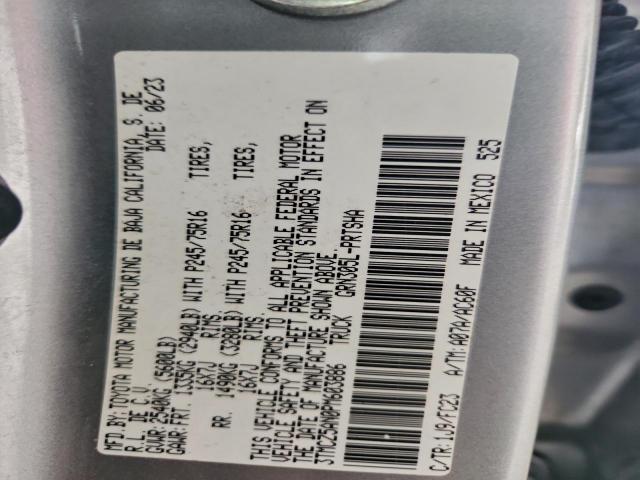 MFD. BY: TOYOTA MOTOR MANUFACTURING DE BAJA CALIFORNIA, S. DE
R.L. DE C.V. DATE: 06/23
GVWR: 2540KG (5600LB)
GAWR: FRT. 1335KG (2940LB) WITH P245/75R16 TIRES,
16X7J RIMS,
RR. 1490KG (3280LB) WITH P245/75R16 TIRES,
16X7J RIMS.
THIS VEHICLE CONFORMS TO ALL APPLICABLE FEDERAL MOTOR
VEHICLE SAFETY AND THEFT PREVENTION STANDARDS IN EFFECT ON
THE DATE OF MANUFACTURE SHOWN ABOVE.
3TMCZ5AN0PM603886 TRUCK GRN305L-PRTSHA
C/TR: 1J9/FC23 A/TM: A07A/AC60F MADE IN MEXICO 525